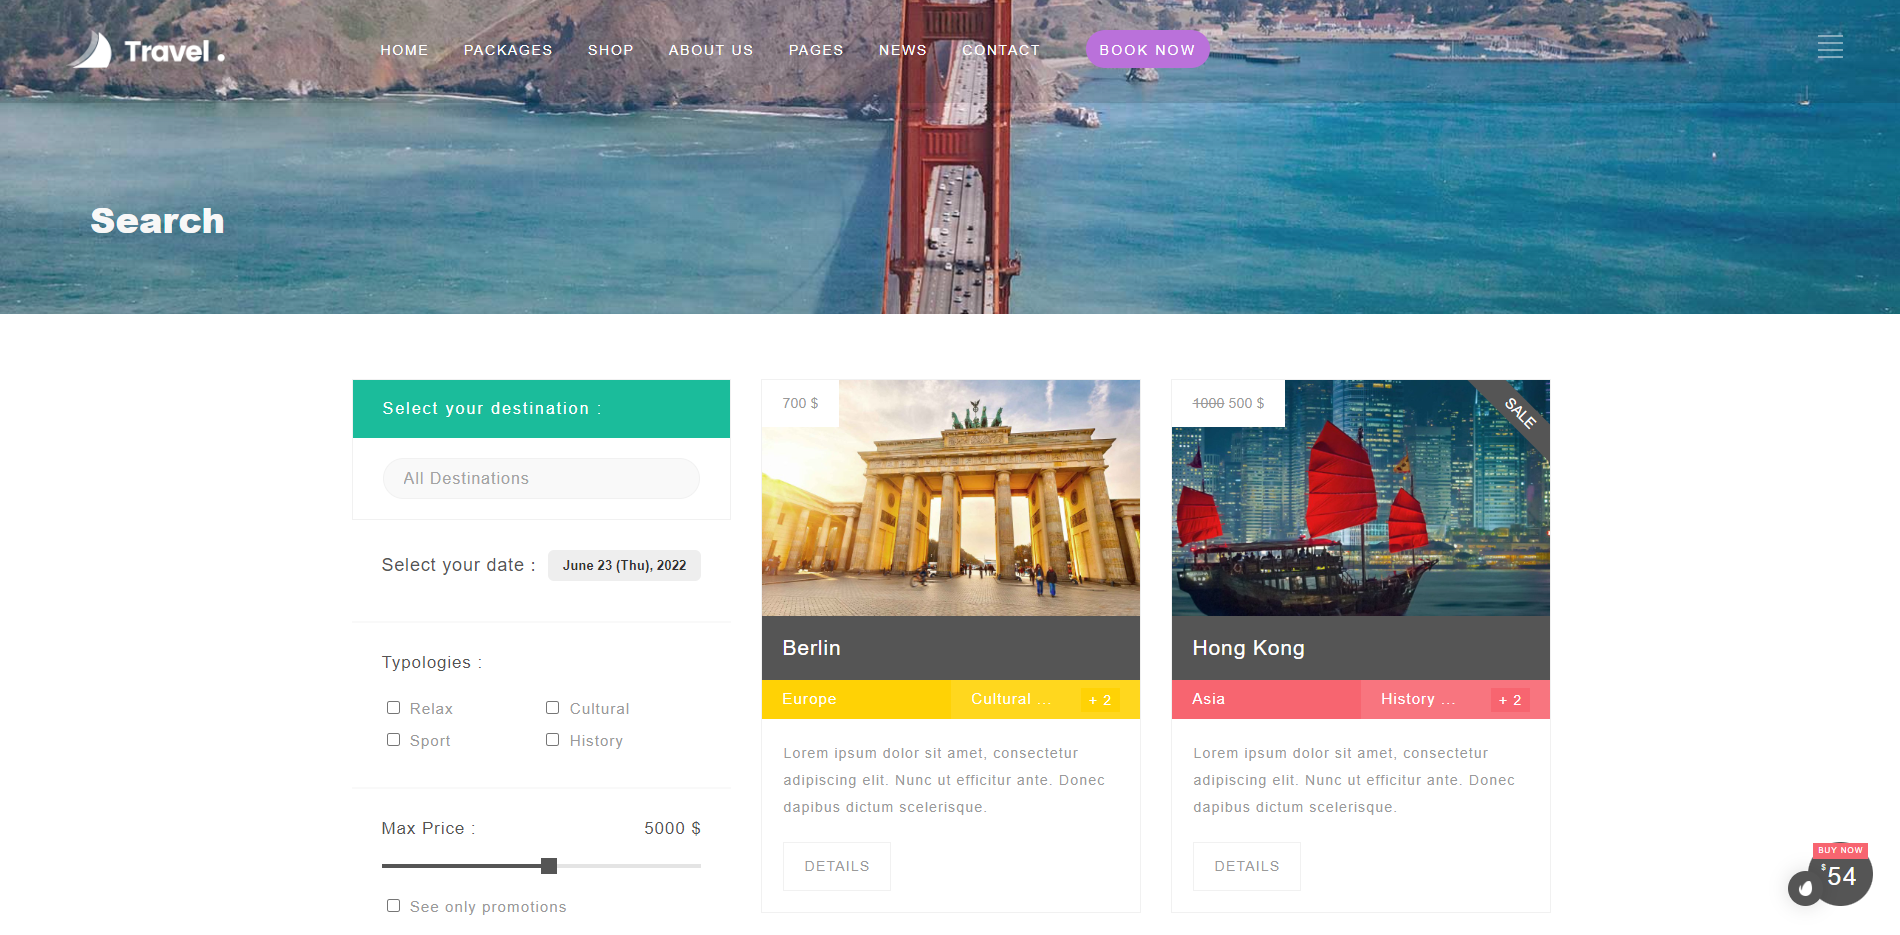 Travel .
HOME PACKAGES SHOP ABOUT US PAGES NEWS CONTACT BOOK NOW
Search
Select your destination :
All Destinations
Select your date : June 23 (Thu), 2022
Typologies :
Relax Cultural
Sport History
Max Price : 5000 $
See only promotions
700 $
Berlin
Europe Cultural ... + 2
Lorem ipsum dolor sit amet, consectetur
adipiscing elit. Nunc ut efficitur ante. Donec
dapibus dictum scelerisque.
DETAILS
1000 500 $
SALE
Hong Kong
Asia History ... + 2
Lorem ipsum dolor sit amet, consectetur
adipiscing elit. Nunc ut efficitur ante. Donec
dapibus dictum scelerisque.
DETAILS
BUY NOW
$54